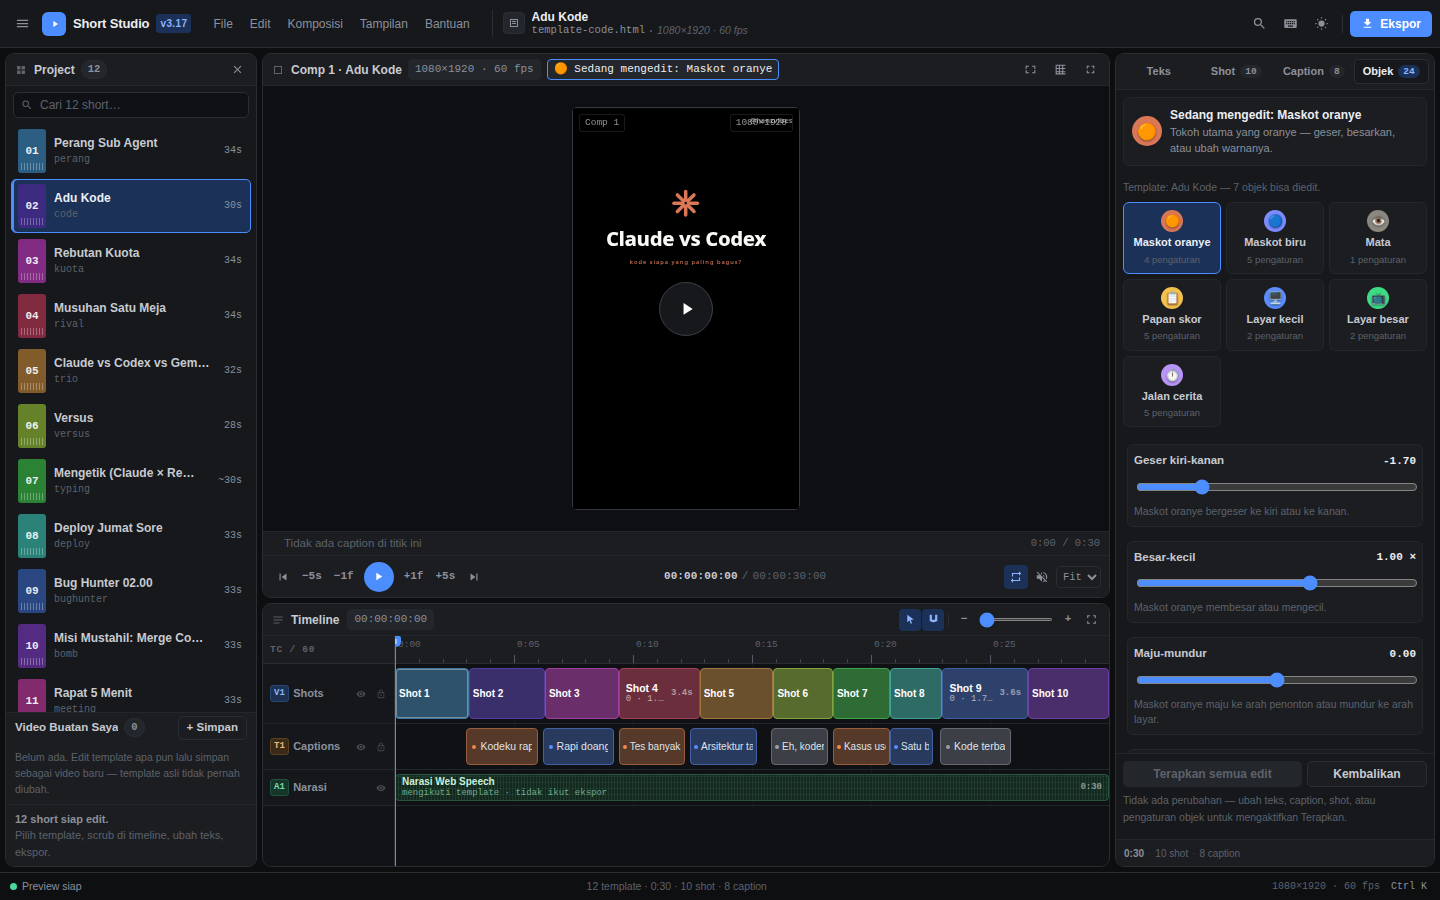 Short Studio v3.17 File Edit Komposisi Tampilan Bantuan
Adu Kode
template-code.html · 1080×1920 · 60 fps
Ekspor
Project 12
Cari 12 short…
01 Perang Sub Agent 34s
perang
02 Adu Kode 30s
code
03 Rebutan Kuota 34s
kuota
04 Musuhan Satu Meja 34s
rival
05 Claude vs Codex vs Gem… 32s
trio
06 Versus 28s
versus
07 Mengetik (Claude × Re… ~30s
typing
08 Deploy Jumat Sore 33s
deploy
09 Bug Hunter 02.00 33s
bughunter
10 Misi Mustahil: Merge Co… 33s
bomb
11 Rapat 5 Menit 33s
meeting
Video Buatan Saya 0 + Simpan
Belum ada. Edit template apa pun lalu simpan
sebagai video baru — template asli tidak pernah
diubah.
12 short siap edit.
Pilih template, scrub di timeline, ubah teks,
ekspor.
Comp 1 · Adu Kode 1080×1920 · 60 fps Sedang mengedit: Maskot oranye
Comp 1 1080×1920
Claude vs Codex
kode siapa yang paling bagus?
Tidak ada caption di titik ini 0:00 / 0:30
−5s −1f +1f +5s 00:00:00:00 / 00:00:30:00 Fit
Timeline 00:00:00:00 − +
TC / 60 0:00 0:05 0:10 0:15 0:20 0:25
V1 Shots Shot 1 Shot 2 Shot 3 Shot 4 3.4s Shot 5 Shot 6 Shot 7 Shot 8 Shot 9 3.6s Shot 10
0 · 1.… 0 · 1.7…
T1 Captions Kodeku rap Rapi doang Tes banyak Arsitektur ta Eh, koder Kasus us Satu b Kode terba
A1 Narasi Narasi Web Speech 0:30
mengikuti template · tidak ikut ekspor
Teks Shot 10 Caption 8 Objek 24
Sedang mengedit: Maskot oranye
Tokoh utama yang oranye — geser, besarkan,
atau ubah warnanya.
Template: Adu Kode — 7 objek bisa diedit.
Maskot oranye Maskot biru Mata
4 pengaturan 5 pengaturan 1 pengaturan
Papan skor Layar kecil Layar besar
5 pengaturan 2 pengaturan 2 pengaturan
Jalan cerita
5 pengaturan
Geser kiri-kanan -1.70
Maskot oranye bergeser ke kiri atau ke kanan.
Besar-kecil 1.00 ×
Maskot oranye membesar atau mengecil.
Maju-mundur 0.00
Maskot oranye maju ke arah penonton atau mundur ke arah
layar.
Terapkan semua edit Kembalikan
Tidak ada perubahan — ubah teks, caption, shot, atau
pengaturan objek untuk mengaktifkan Terapkan.
0:30 · 10 shot · 8 caption
Preview siap 12 template · 0:30 · 10 shot · 8 caption 1080×1920 · 60 fps Ctrl K